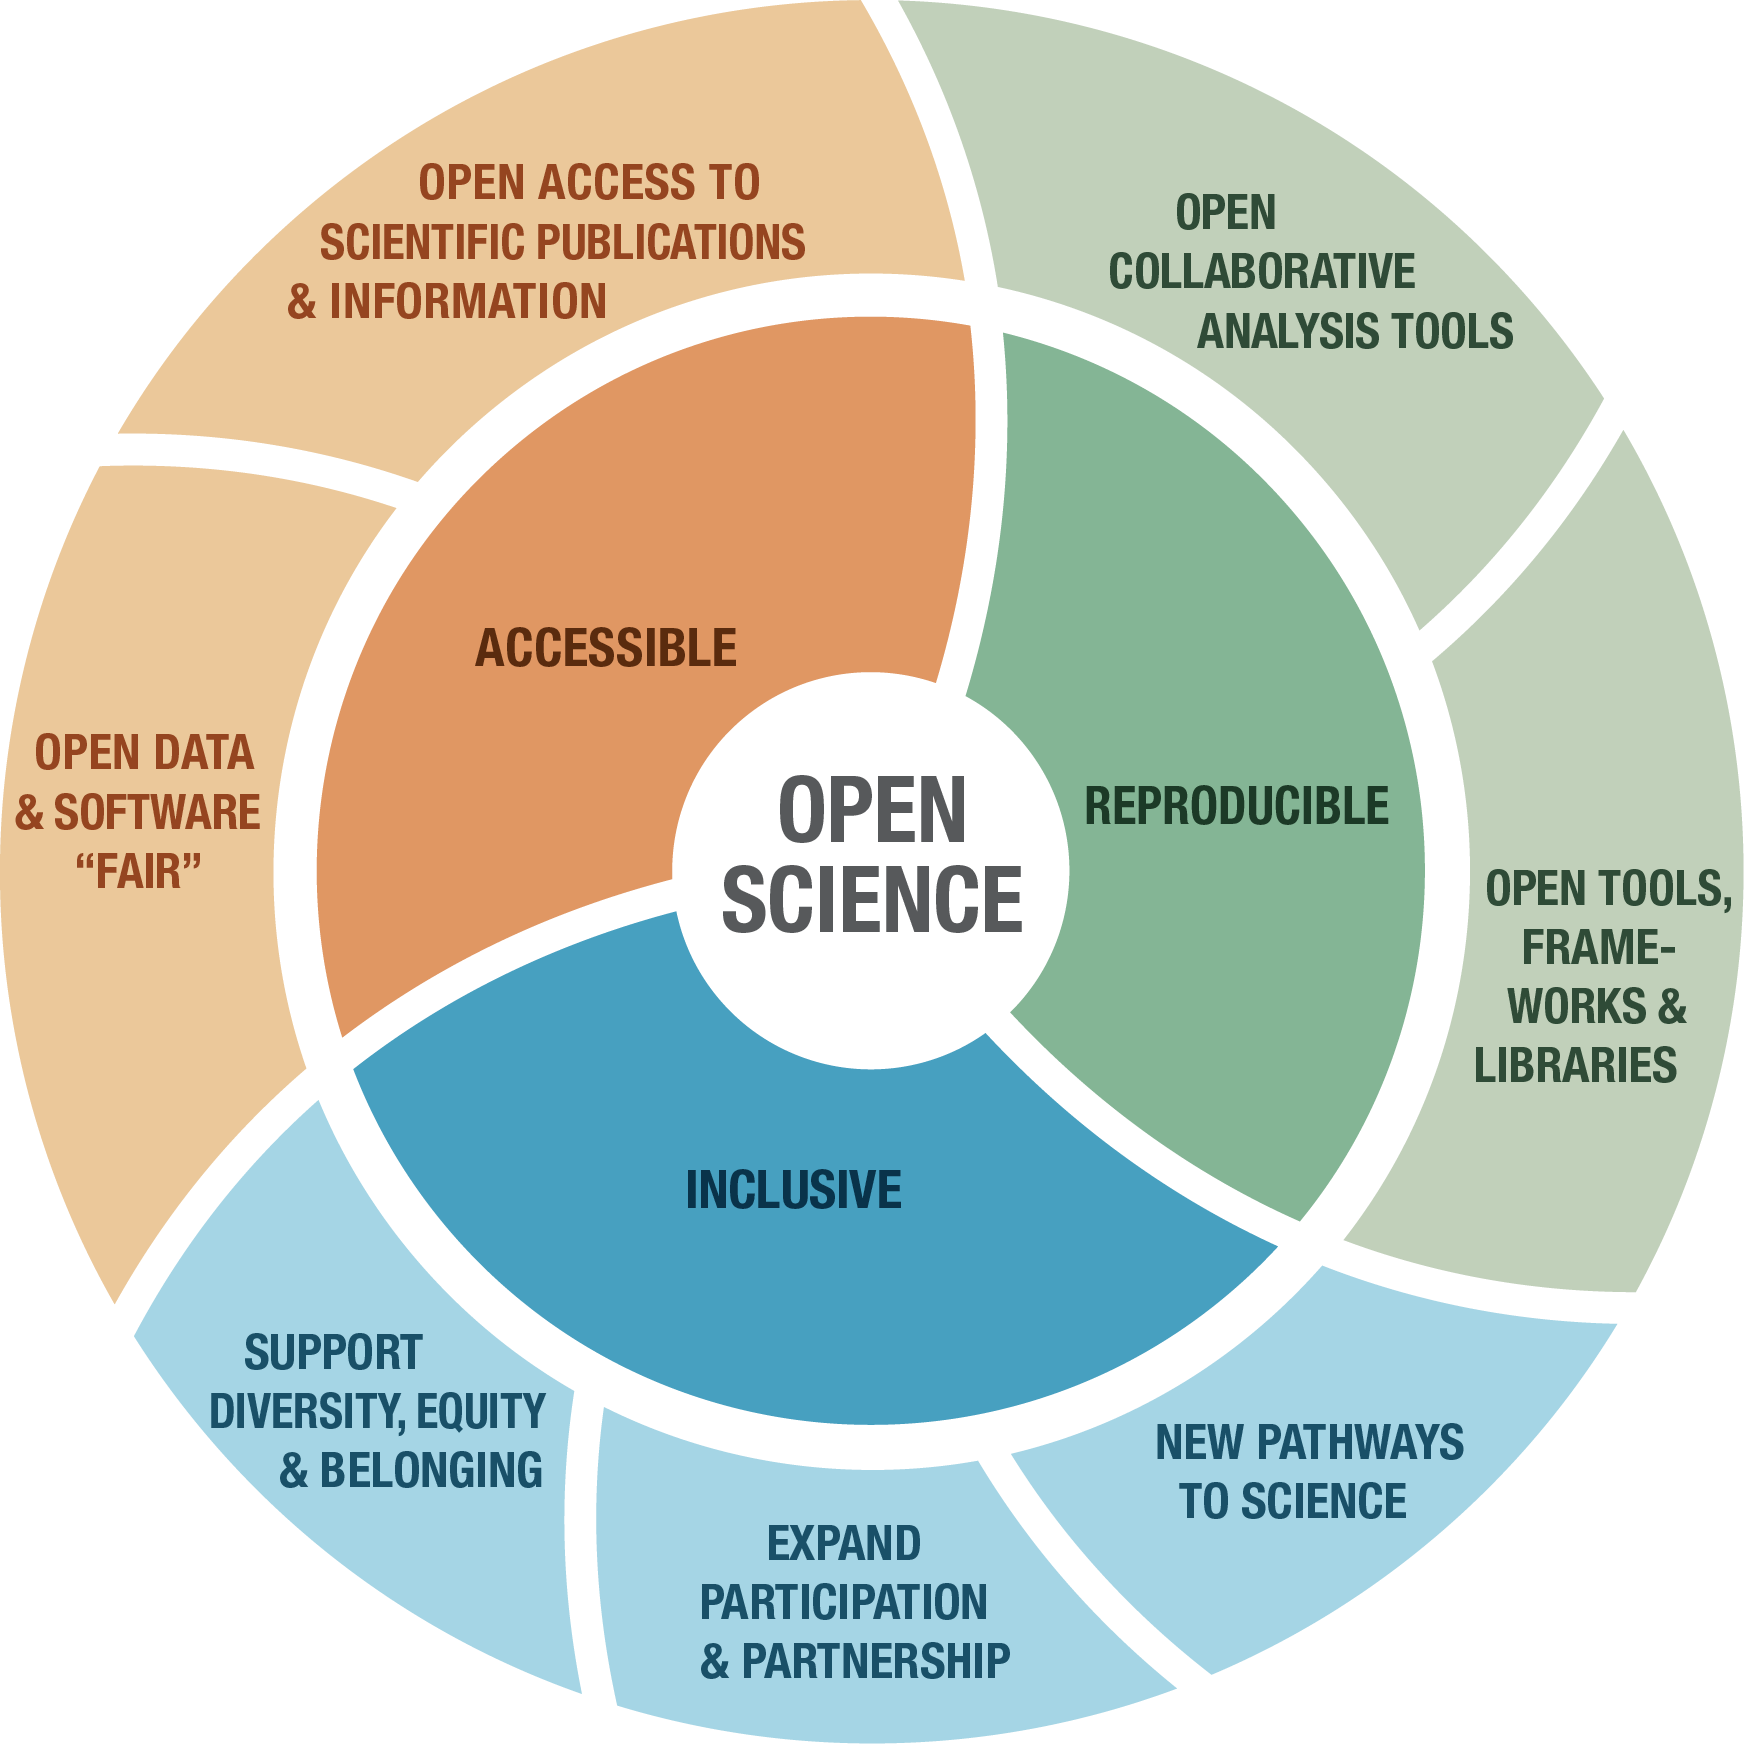 OPEN ACCESS TO
SCIENTIFIC PUBLICATIONS
& INFORMATION
OPEN
COLLABORATIVE
ANALYSIS TOOLS
ACCESSIBLE
OPEN DATA
& SOFTWARE
“FAIR”
OPEN
SCIENCE
REPRODUCIBLE
OPEN TOOLS,
FRAME-
WORKS &
LIBRARIES
INCLUSIVE
SUPPORT
DIVERSITY, EQUITY
& BELONGING
EXPAND
PARTICIPATION
& PARTNERSHIP
NEW PATHWAYS
TO SCIENCE